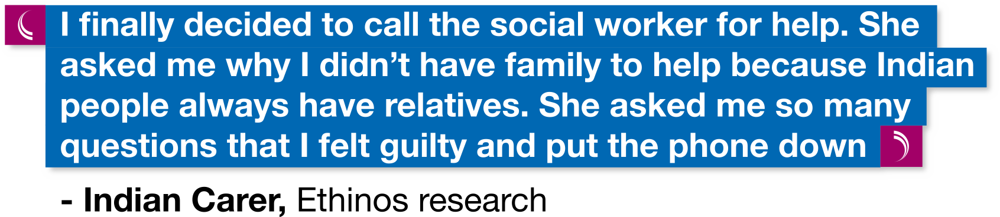 I finally decided to call the social worker for help. She
asked me why I didn’t have family to help because Indian
people always have relatives. She asked me so many
questions that I felt guilty and put the phone down
- Indian Carer, Ethinos research